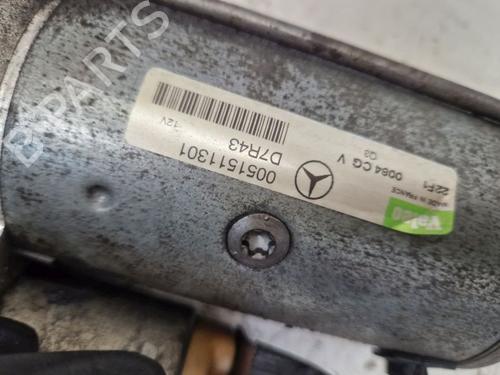 0051511301
D7R43
12V
0064 CG V
Q3
22F1
MADE IN FRANCE
Valeo
B-PARTS